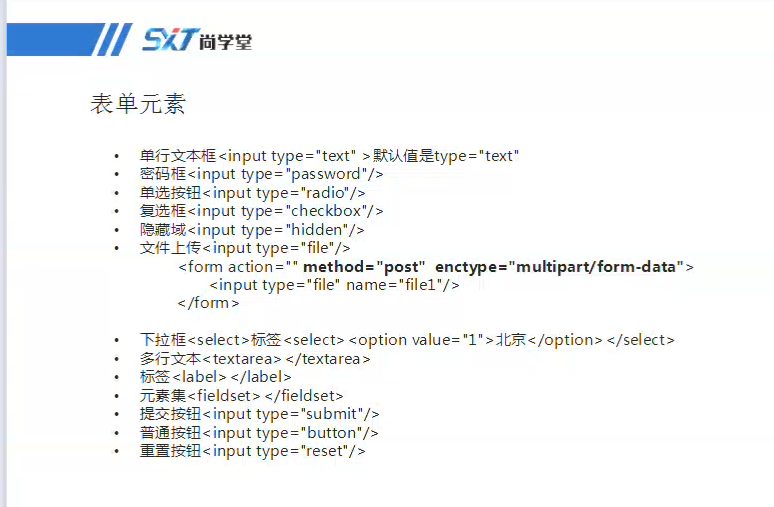 SXT尚学堂
表单元素
• 单行文本框<input type="text" >默认值是type="text"
• 密码框<input type="password"/>
• 单选按钮<input type="radio"/>
• 复选框<input type="checkbox"/>
• 隐藏域<input type="hidden"/>
• 文件上传<input type="file"/>
<form action="" method="post" enctype="multipart/form-data">
<input type="file" name="file1"/>
</form>
• 下拉框<select>标签<select><option value="1">北京</option></select>
• 多行文本<textarea></textarea>
• 标签<label></label>
• 元素集<fieldset></fieldset>
• 提交按钮<input type="submit"/>
• 普通按钮<input type="button"/>
• 重置按钮<input type="reset"/>